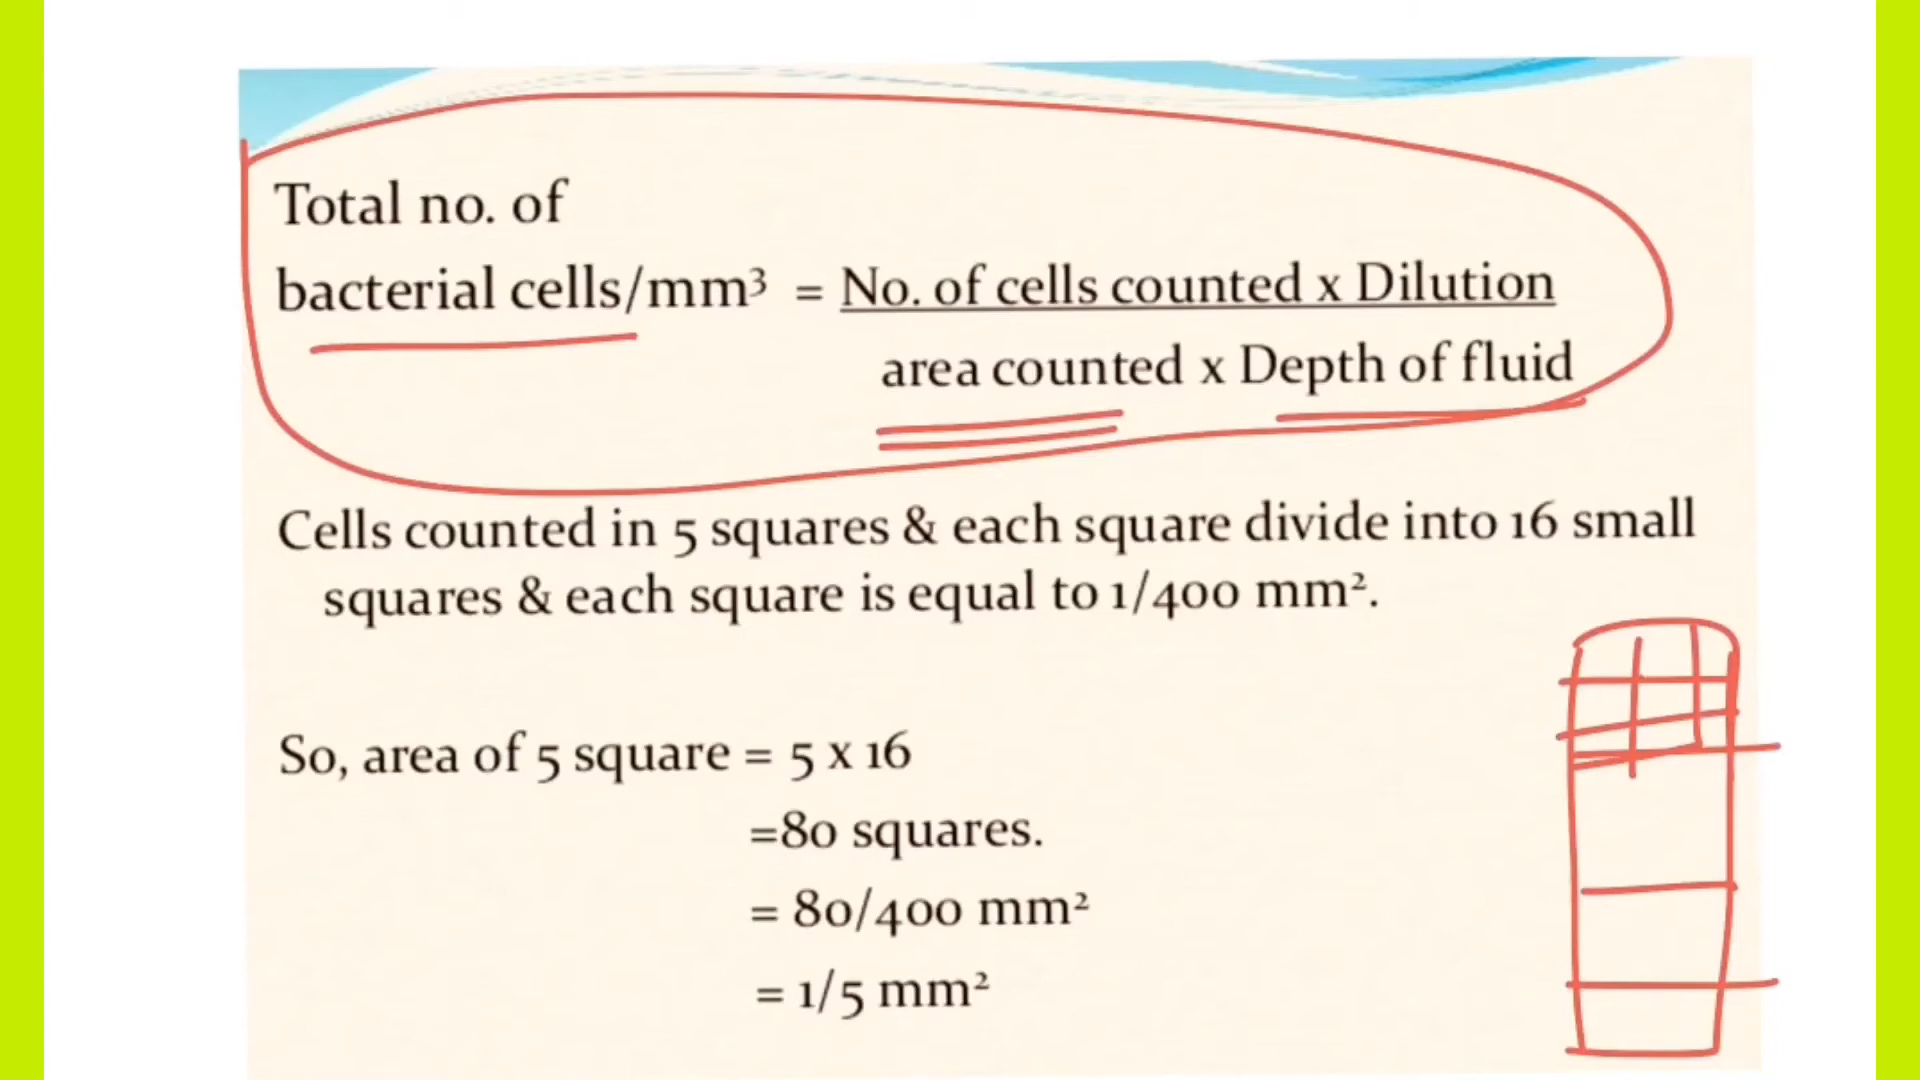 Total no. of
bacterial cells/mm³ = No. of cells counted x Dilution
area counted x Depth of fluid
Cells counted in 5 squares & each square divide into 16 small
squares & each square is equal to 1/400 mm².
So, area of 5 square = 5 x 16
=80 squares.
= 80/400 mm²
= 1/5 mm²